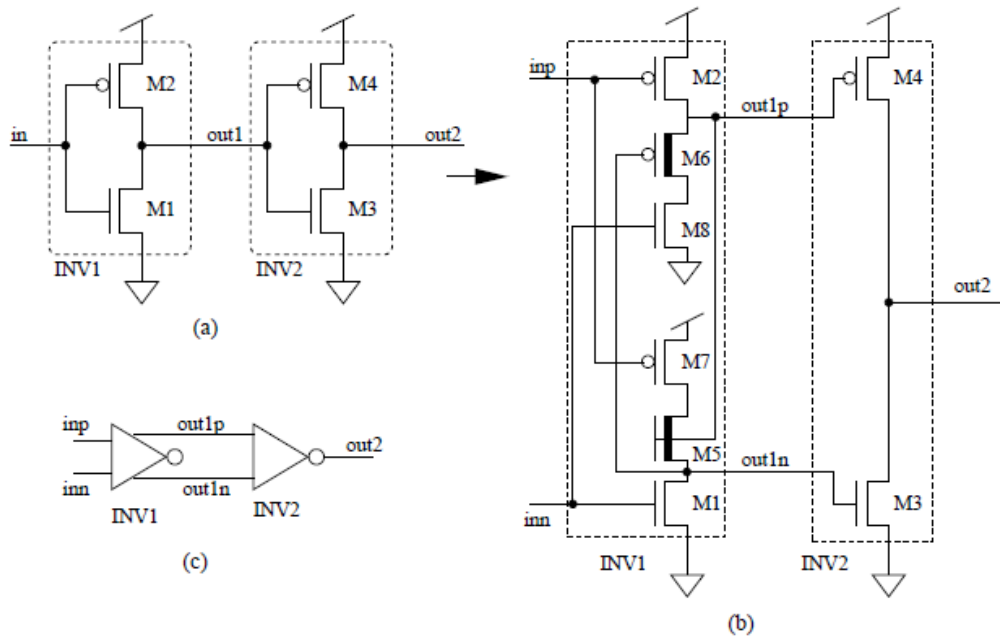 in
M2
M1
INV1
out1
M4
M3
INV2
out2
(a)
inp
inn
INV1
out1p
out1n
INV2
out2
(c)
inp
M2
M6
M8
out1p
M4
M7
M5
out1n
M1
inn
INV1
M3
INV2
out2
(b)